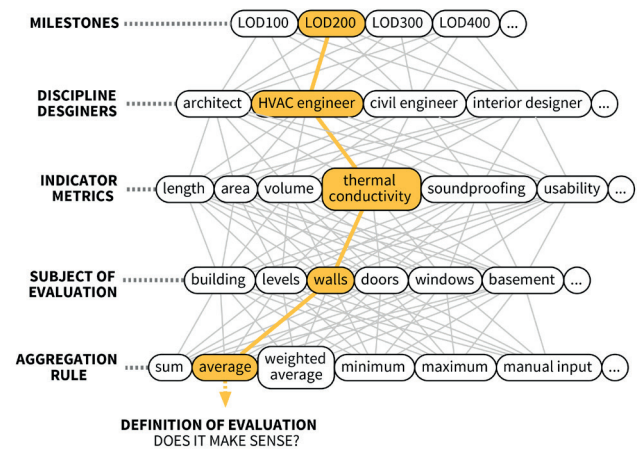 MILESTONES
LOD100 LOD200 LOD300 LOD400 ...
DISCIPLINE
DESGINERS
architect HVAC engineer civil engineer interior designer ...
INDICATOR
METRICS
length area volume thermal
conductivity soundproofing usability ...
SUBJECT OF
EVALUATION
building levels walls doors windows basement ...
AGGREGATION
RULE
sum average weighted
average minimum maximum manual input ...
DEFINITION OF EVALUATION
DOES IT MAKE SENSE?